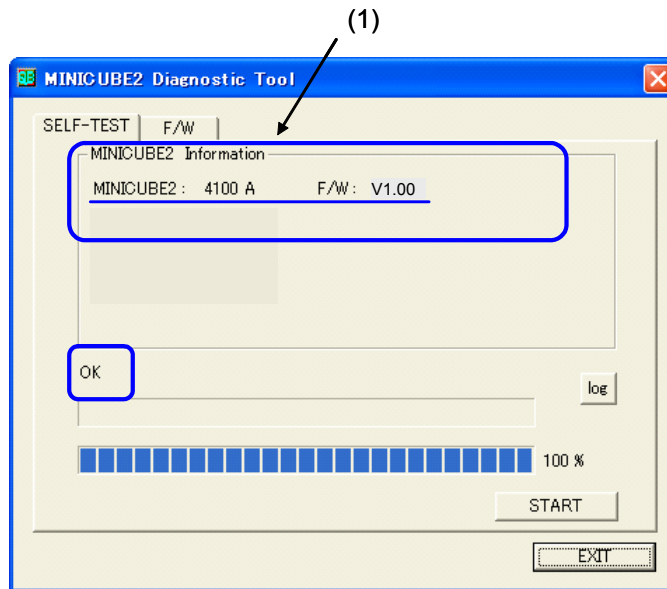 (1)
MINICUBE2 Diagnostic Tool
SELF-TEST F/W
MINICUBE2 Information
MINICUBE2 : 4100 A F/W : V1.00
OK
log
100 %
START
EXIT